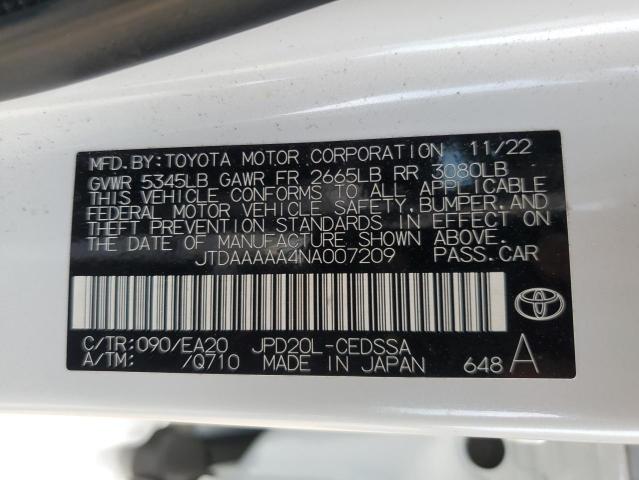 MFD. BY: TOYOTA MOTOR CORPORATION 11/22
GVWR 5345LB GAWR FR 2665LB RR 3080LB
THIS VEHICLE CONFORMS TO ALL APPLICABLE
FEDERAL MOTOR VEHICLE SAFETY, BUMPER, AND
THEFT PREVENTION STANDARDS IN EFFECT ON
THE DATE OF MANUFACTURE SHOWN ABOVE.
JTDAAAAA4NA007209 PASS. CAR
C/TR: 090/EA20 JPD20L-CEDSSA
A/TM: /Q710 MADE IN JAPAN 648 A